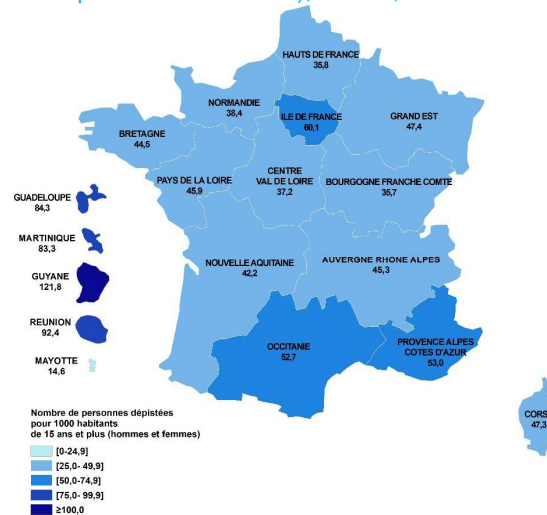 HAUTS DE FRANCE
35,8
NORMANDIE
38,4
ILE DE FRANCE
60,1
GRAND EST
47,4
BRETAGNE
44,5
PAYS DE LA LOIRE
45,9
CENTRE
VAL DE LOIRE
37,2
BOURGOGNE FRANCHE COMTE
35,7
GUADELOUPE
84,3
MARTINIQUE
83,3
GUYANE
121,8
REUNION
92,4
MAYOTTE
14,6
NOUVELLE AQUITAINE
42,2
AUVERGNE RHONE ALPES
45,3
OCCITANIE
52,7
PROVENCE ALPES
COTES D'AZUR
53,0
CORS
47,3
Nombre de personnes dépistées
pour 1000 habitants
de 15 ans et plus (hommes et femmes)
[0-24,9]
[25,0- 49,9]
[50,0-74,9]
[75,0- 99,9]
≥100,0